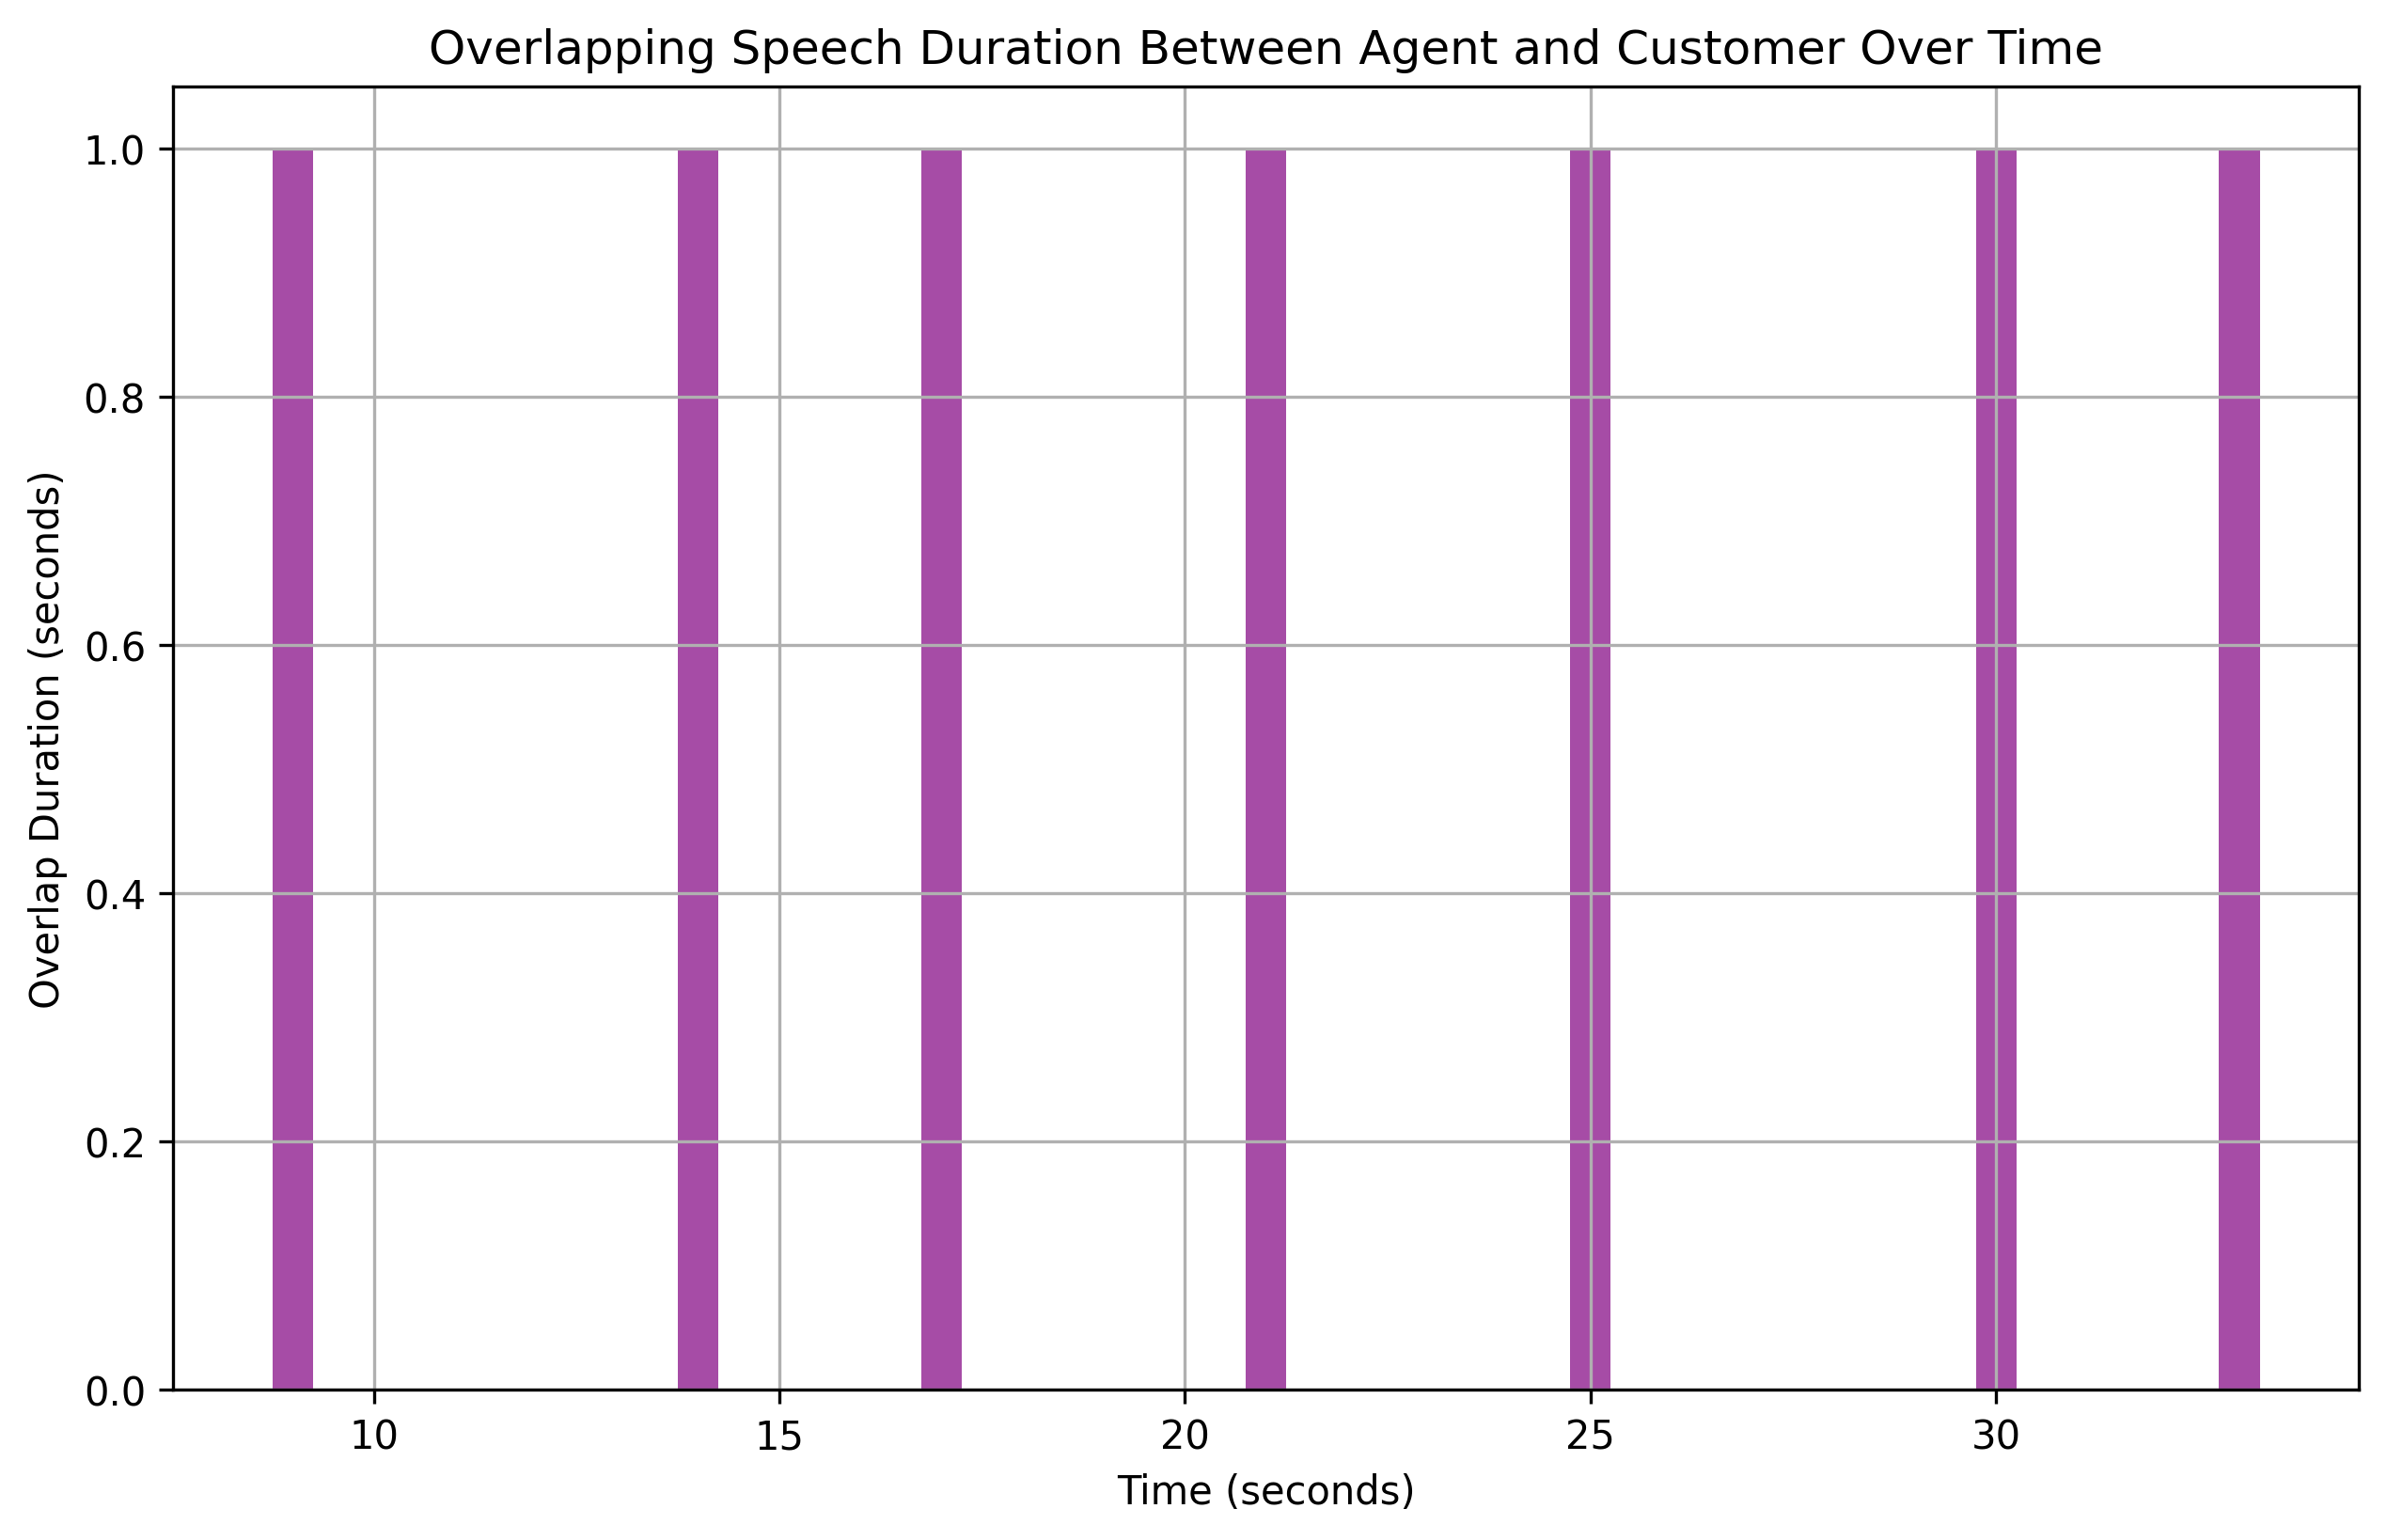 Overlapping Speech Duration Between Agent and Customer Over Time
Overlap Duration (seconds)
1.0
0.8
0.6
0.4
0.2
0.0
10 15 20 25 30
Time (seconds)